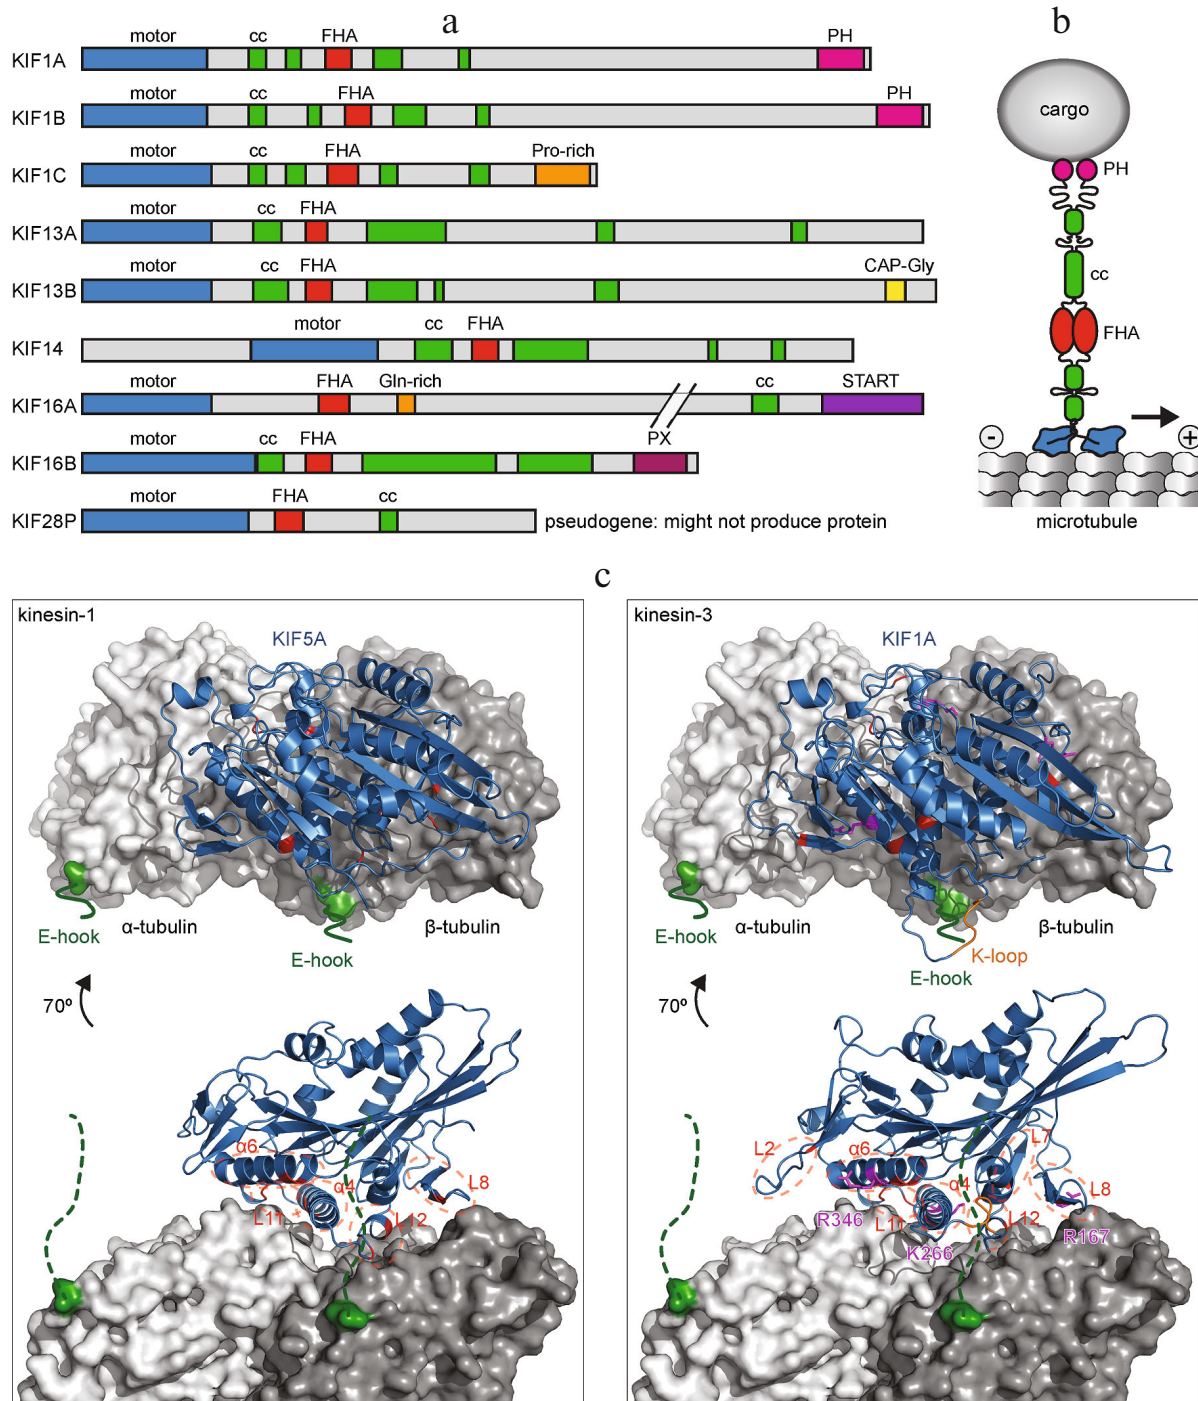 a
b
motor cc FHA PH
KIF1A
motor cc FHA PH
KIF1B
motor cc FHA Pro-rich
KIF1C
motor cc FHA
KIF13A
motor cc FHA CAP-Gly
KIF13B
motor cc FHA
KIF14
motor FHA Gln-rich cc START
KIF16A
motor cc FHA PX
KIF16B
motor FHA cc
KIF28P
pseudogene: might not produce protein
cargo
PH
cc
FHA
- +
microtubule
c
kinesin-1
KIF5A
E-hook
α-tubulin
β-tubulin
E-hook
70º
α6
α4
L8
L11
L12
kinesin-3
KIF1A
E-hook
α-tubulin
β-tubulin
K-loop
E-hook
70º
L2
α6
L7
α4
L8
R346
L11
L12
K266
R167